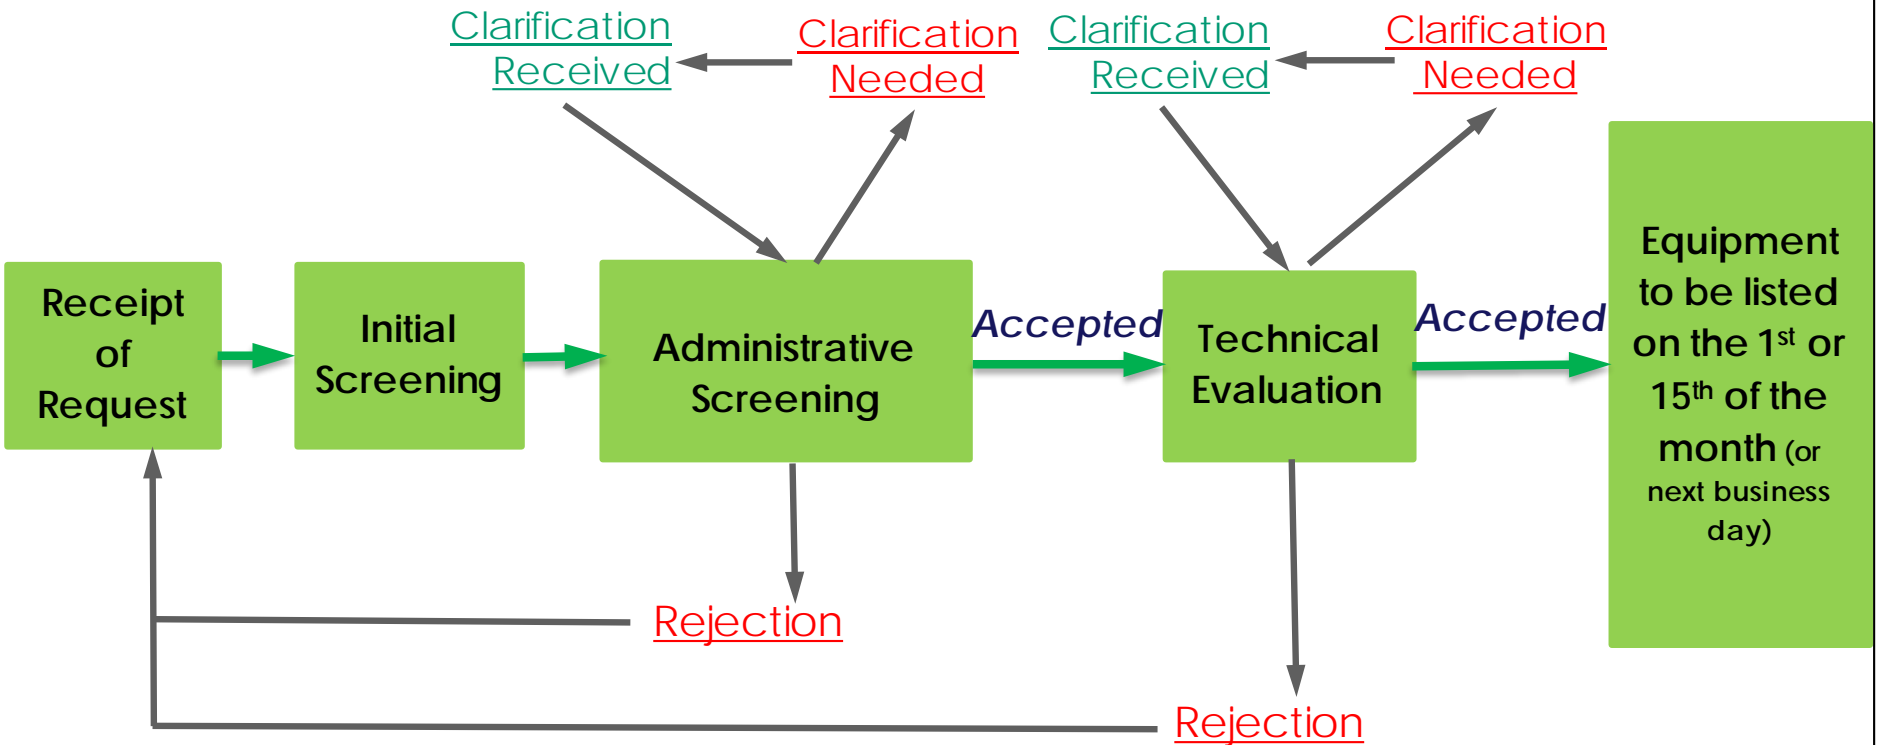 Clarification
Received
Clarification
Needed
Clarification
Received
Clarification
Needed
Receipt
of
Request
Initial
Screening
Administrative
Screening
Accepted
Technical
Evaluation
Accepted
Equipment
to be listed
on the 1st or
15th of the
month (or
next business
day)
Rejection
Rejection